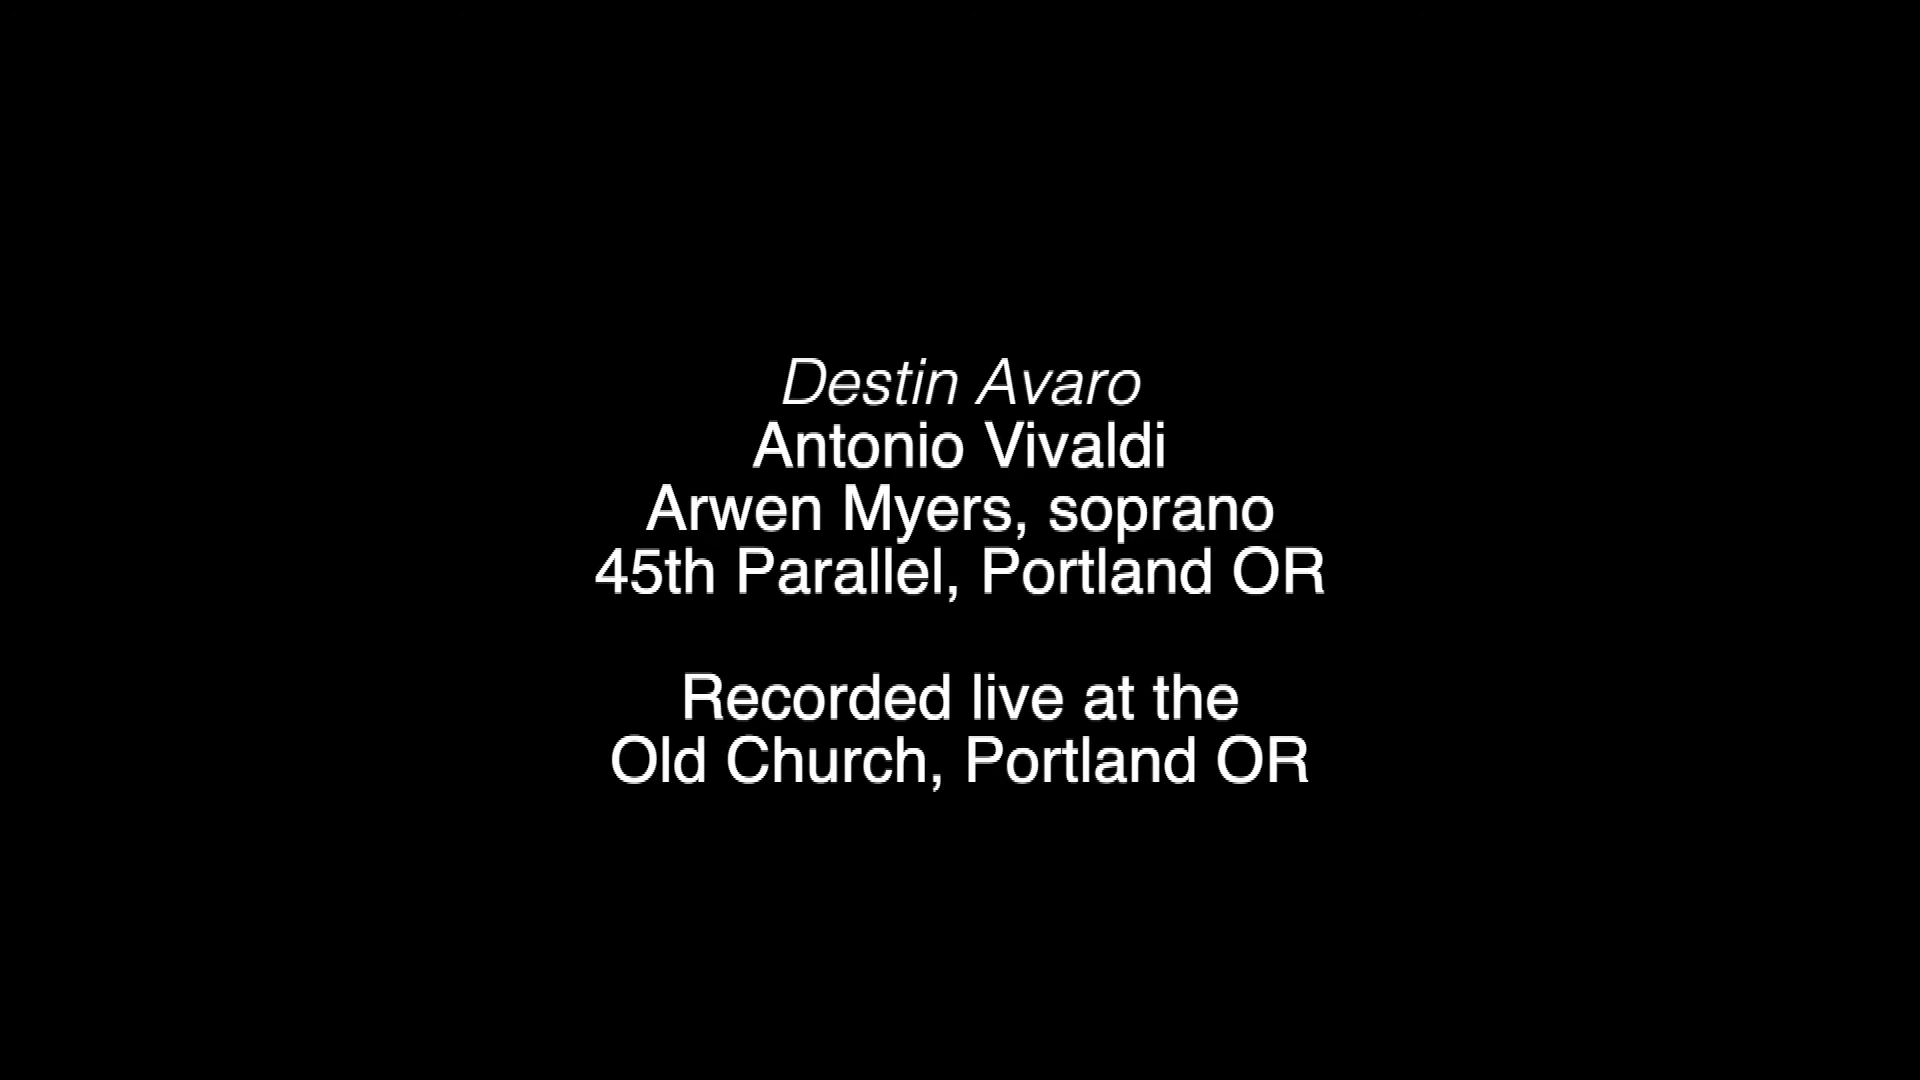 Destin Avaro
Antonio Vivaldi
Arwen Myers, soprano
45th Parallel, Portland OR
Recorded live at the
Old Church, Portland OR